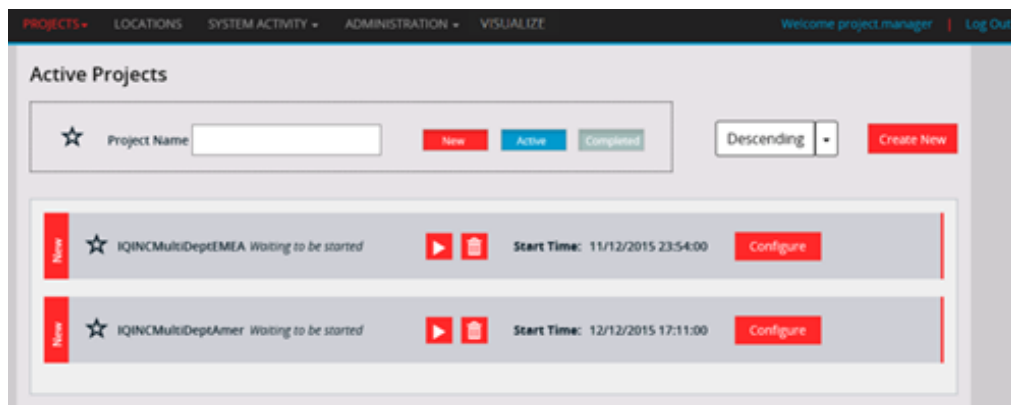 PROJECTS LOCATIONS SYSTEM ACTIVITY ADMINISTRATION VISUALIZE Welcome project.manager | Log Out
Active Projects
Project Name New Active Completed Descending Create New
New IQINCMultiDeptEMEA Waiting to be started Start Time: 11/12/2015 23:54:00 Configure
New IQINCMultiDeptAmer Waiting to be started Start Time: 12/12/2015 17:11:00 Configure